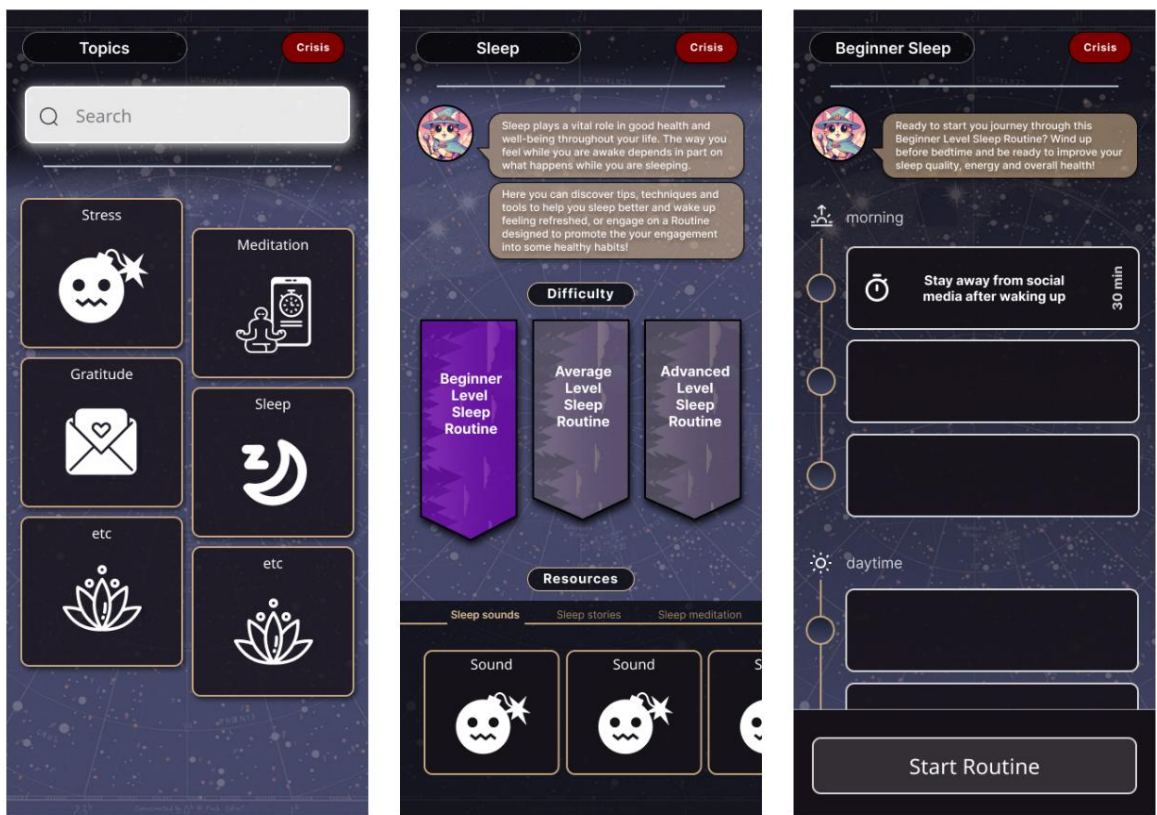 Topics
Crisis
Search
Stress
Meditation
Gratitude
Sleep
etc
etc
Sleep
Crisis
Sleep plays a vital role in good health and
well-being throughout your life. The way you
feel while you are awake depends in part on
what happens while you are sleeping.
Here you can discover tips, techniques and
tools to help you sleep better and wake up
feeling refreshed, or engage on a Routine
designed to promote the your engagement
into some healthy habits!
Difficulty
Beginner
Level
Sleep
Routine
Average
Level
Sleep
Routine
Advanced
Level
Sleep
Routine
Resources
Sleep sounds
Sleep stories
Sleep meditation
Sound
Sound
S
Beginner Sleep
Crisis
Ready to start you journey through this
Beginner Level Sleep Routine? Wind up
before bedtime and be ready to improve your
sleep quality, energy and overall health!
morning
Stay away from social
media after waking up
30 min
daytime
Start Routine